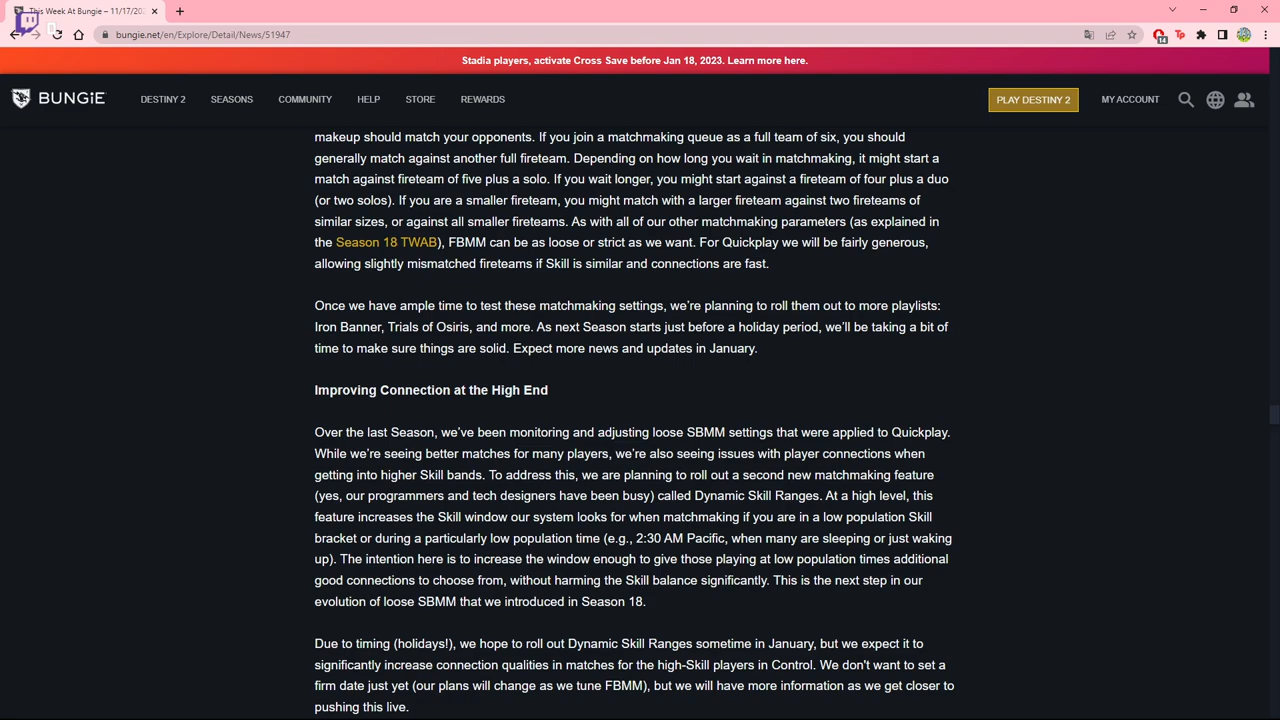 This Week At Bungie – 11/17/202
bungie.net/en/Explore/Detail/News/51947
Stadia players, activate Cross Save before Jan 18, 2023. Learn more here.
BUNGiE DESTINY 2 SEASONS COMMUNITY HELP STORE REWARDS PLAY DESTINY 2 MY ACCOUNT
makeup should match your opponents. If you join a matchmaking queue as a full team of six, you should
generally match against another full fireteam. Depending on how long you wait in matchmaking, it might start a
match against fireteam of five plus a solo. If you wait longer, you might start against a fireteam of four plus a duo
(or two solos). If you are a smaller fireteam, you might match with a larger fireteam against two fireteams of
similar sizes, or against all smaller fireteams. As with all of our other matchmaking parameters (as explained in
the Season 18 TWAB), FBMM can be as loose or strict as we want. For Quickplay we will be fairly generous,
allowing slightly mismatched fireteams if Skill is similar and connections are fast.
Once we have ample time to test these matchmaking settings, we're planning to roll them out to more playlists:
Iron Banner, Trials of Osiris, and more. As next Season starts just before a holiday period, we'll be taking a bit of
time to make sure things are solid. Expect more news and updates in January.
Improving Connection at the High End
Over the last Season, we've been monitoring and adjusting loose SBMM settings that were applied to Quickplay.
While we're seeing better matches for many players, we're also seeing issues with player connections when
getting into higher Skill bands. To address this, we are planning to roll out a second new matchmaking feature
(yes, our programmers and tech designers have been busy) called Dynamic Skill Ranges. At a high level, this
feature increases the Skill window our system looks for when matchmaking if you are in a low population Skill
bracket or during a particularly low population time (e.g., 2:30 AM Pacific, when many are sleeping or just waking
up). The intention here is to increase the window enough to give those playing at low population times additional
good connections to choose from, without harming the Skill balance significantly. This is the next step in our
evolution of loose SBMM that we introduced in Season 18.
Due to timing (holidays!), we hope to roll out Dynamic Skill Ranges sometime in January, but we expect it to
significantly increase connection qualities in matches for the high-Skill players in Control. We don't want to set a
firm date just yet (our plans will change as we tune FBMM), but we will have more information as we get closer to
pushing this live.